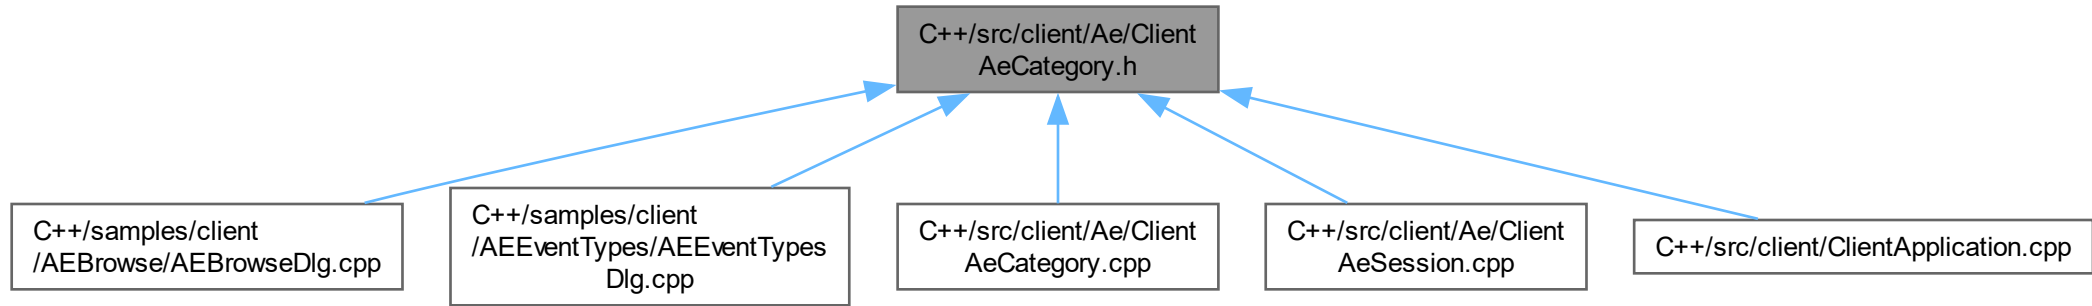 C++/src/client/Ae/Client
AeCategory.h
C++/samples/client
/AEBrowse/AEBrowseDlg.cpp
C++/samples/client
/AEEventTypes/AEEventTypes
Dlg.cpp
C++/src/client/Ae/Client
AeCategory.cpp
C++/src/client/Ae/Client
AeSession.cpp
C++/src/client/ClientApplication.cpp